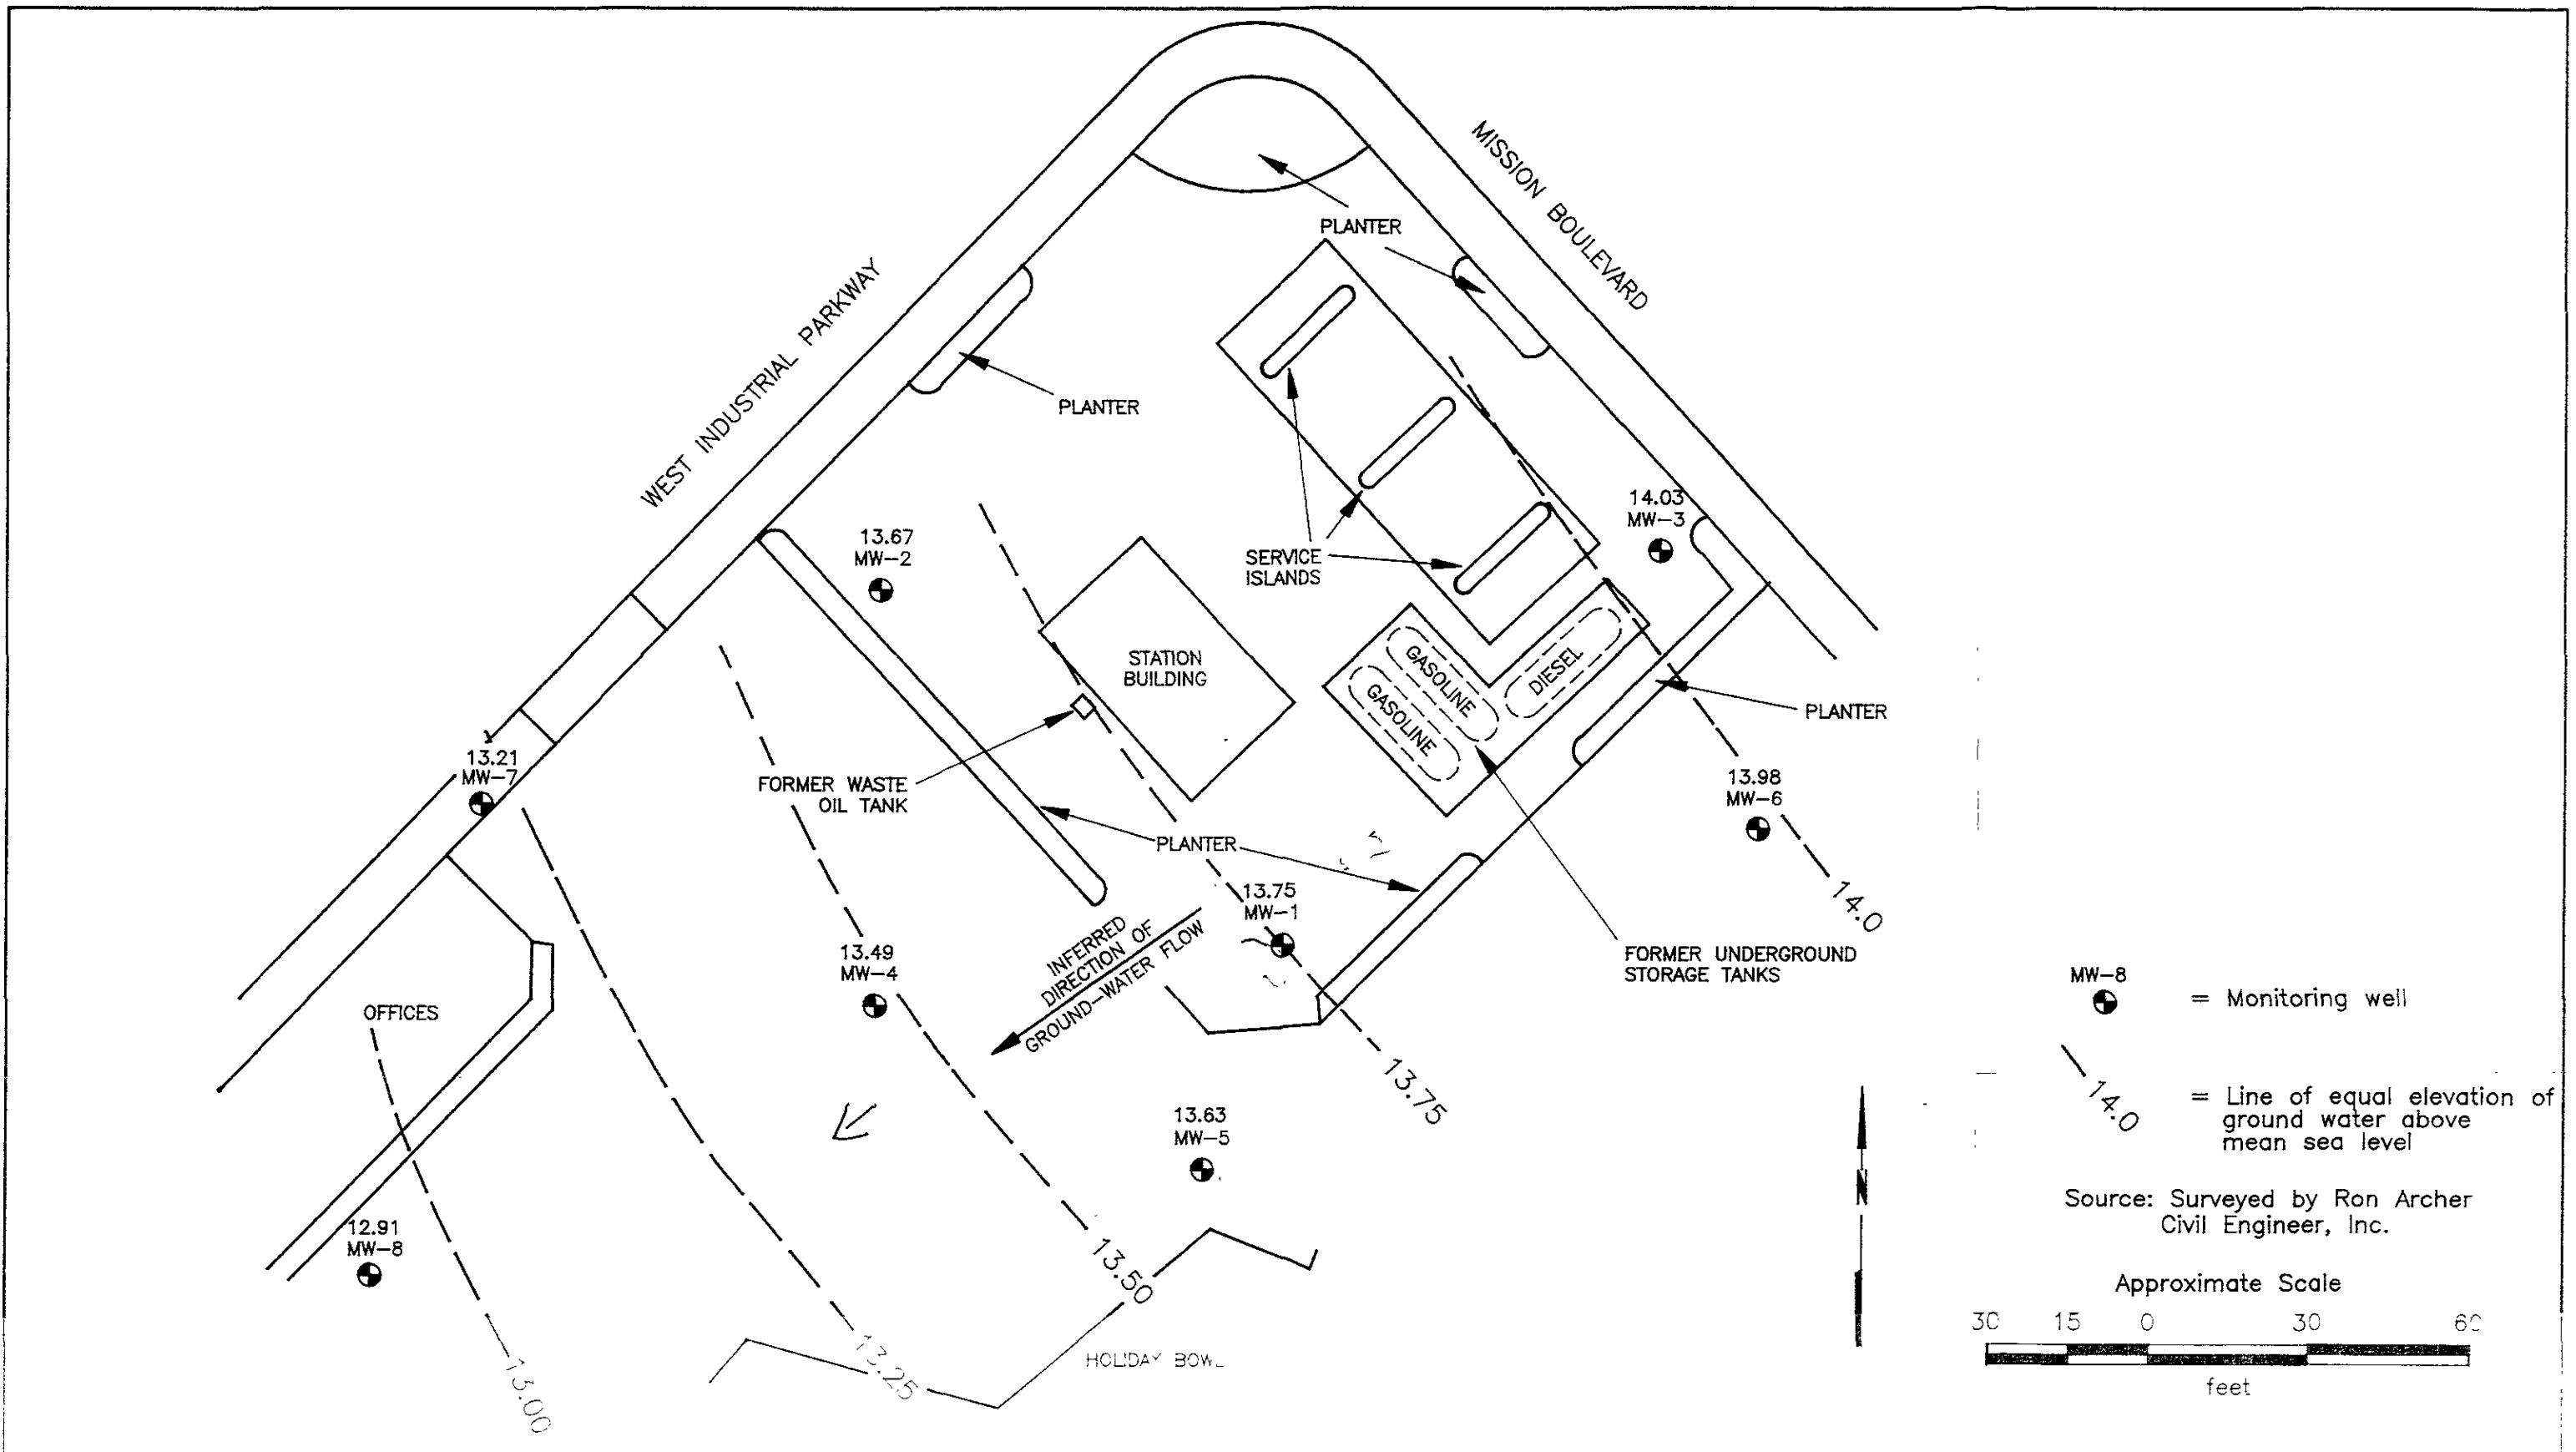 MISSION BOULEVARD
WEST INDUSTRIAL PARKWAY
PLANTER
PLANTER
14.03
MW-3
13.67
MW-2
SERVICE
ISLANDS
STATION
BUILDING
GASOLINE
GASOLINE
DIESEL
PLANTER
13.21
MW-7
FORMER WASTE
OIL TANK
13.98
MW-6
PLANTER
13.75
MW-1
14.0
INFERRED
DIRECTION OF
GROUND-WATER FLOW
13.49
MW-4
FORMER UNDERGROUND
STORAGE TANKS
OFFICES
13.75
13.63
MW-5
12.91
MW-8
13.50
13.25
13.00
HOLIDAY BOWL
MW-8
= Monitoring well
14.0
= Line of equal elevation of
ground water above
mean sea level
N
Source: Surveyed by Ron Archer
Civil Engineer, Inc.
Approximate Scale
30 15 0 30 60
feet